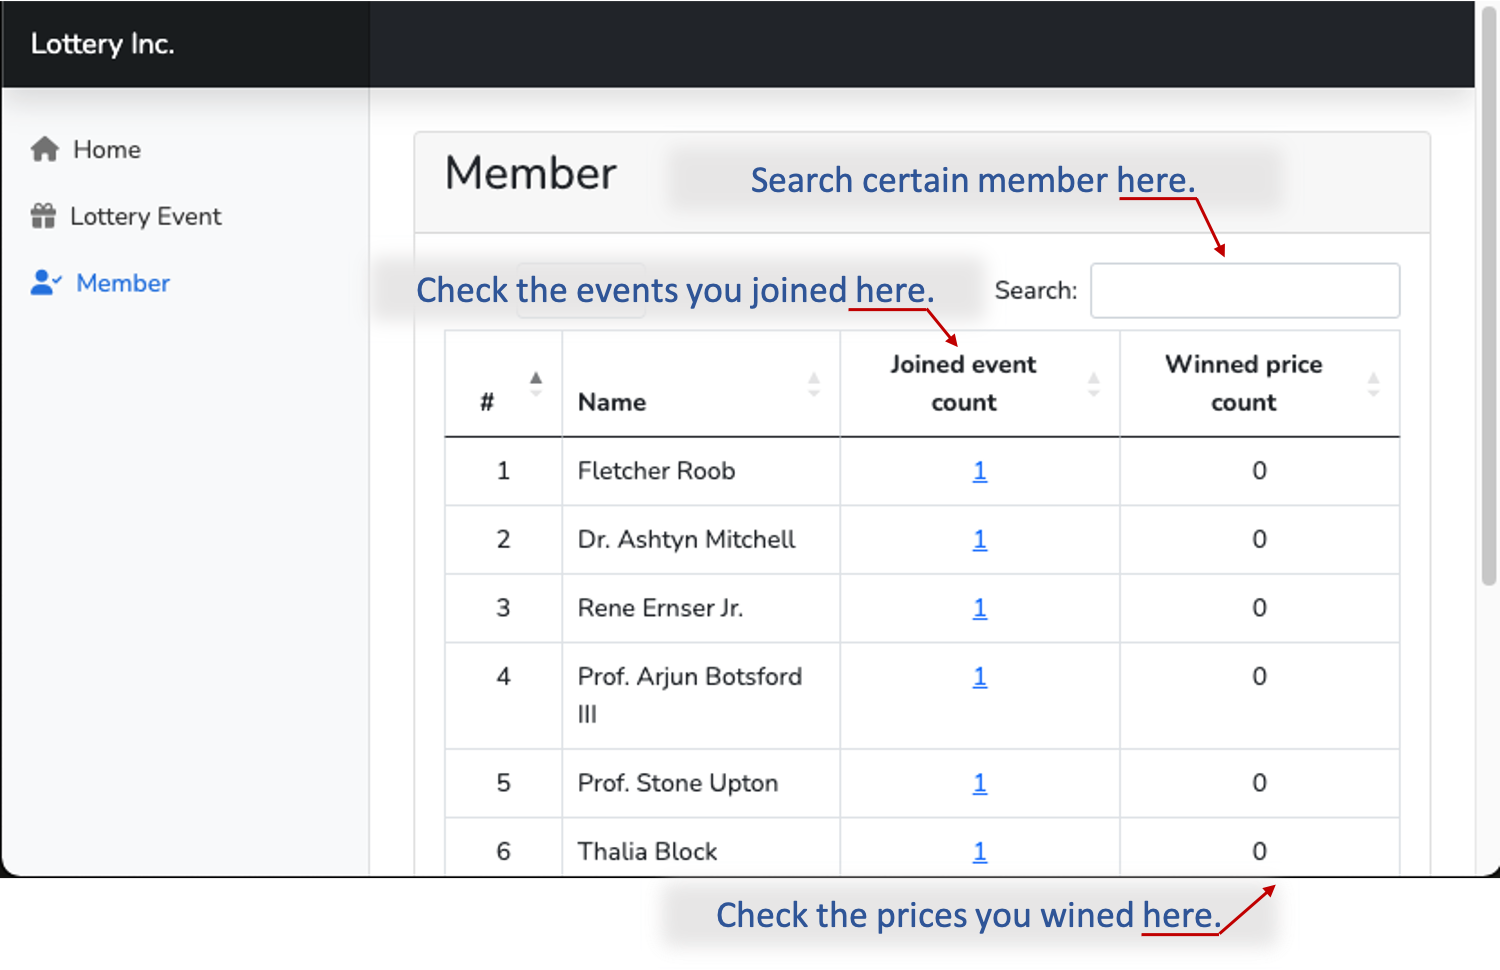 Lottery Inc.
Home
Lottery Event
Member
Member
Search certain member here.
Check the events you joined here.
Search:
#
Name
Joined event
count
Winned price
count
1 Fletcher Roob 1 0
2 Dr. Ashtyn Mitchell 1 0
3 Rene Ernser Jr. 1 0
4 Prof. Arjun Botsford 1 0
III
5 Prof. Stone Upton 1 0
6 Thalia Block 1 0
Check the prices you wined here.